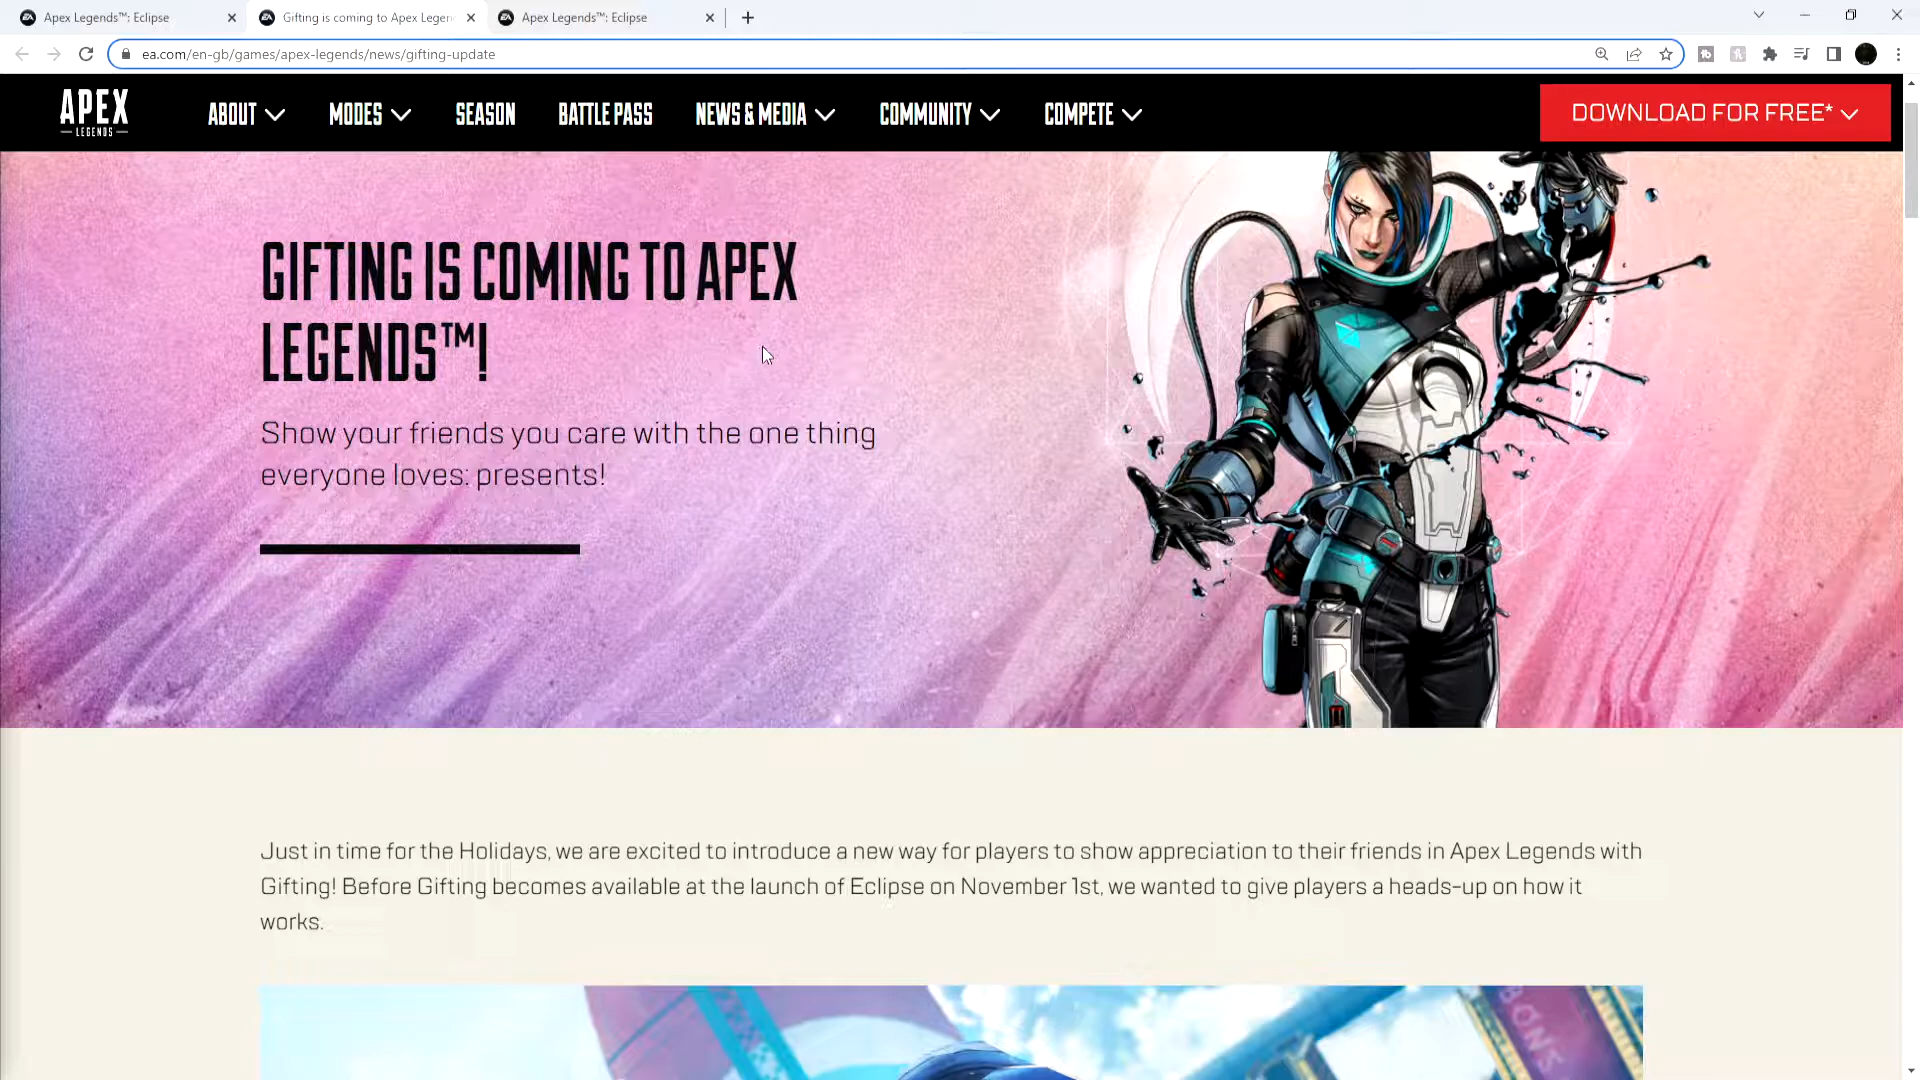 Apex Legends™: Eclipse
Gifting is coming to Apex Legen
Apex Legends™: Eclipse
ea.com/en-gb/games/apex-legends/news/gifting-update
APEX
LEGENDS
ABOUT
MODES
SEASON
BATTLE PASS
NEWS & MEDIA
COMMUNITY
COMPETE
DOWNLOAD FOR FREE*
GIFTING IS COMING TO APEX
LEGENDS™!
Show your friends you care with the one thing
everyone loves: presents!
Just in time for the Holidays, we are excited to introduce a new way for players to show appreciation to their friends in Apex Legends with
Gifting! Before Gifting becomes available at the launch of Eclipse on November 1st, we wanted to give players a heads-up on how it
works.